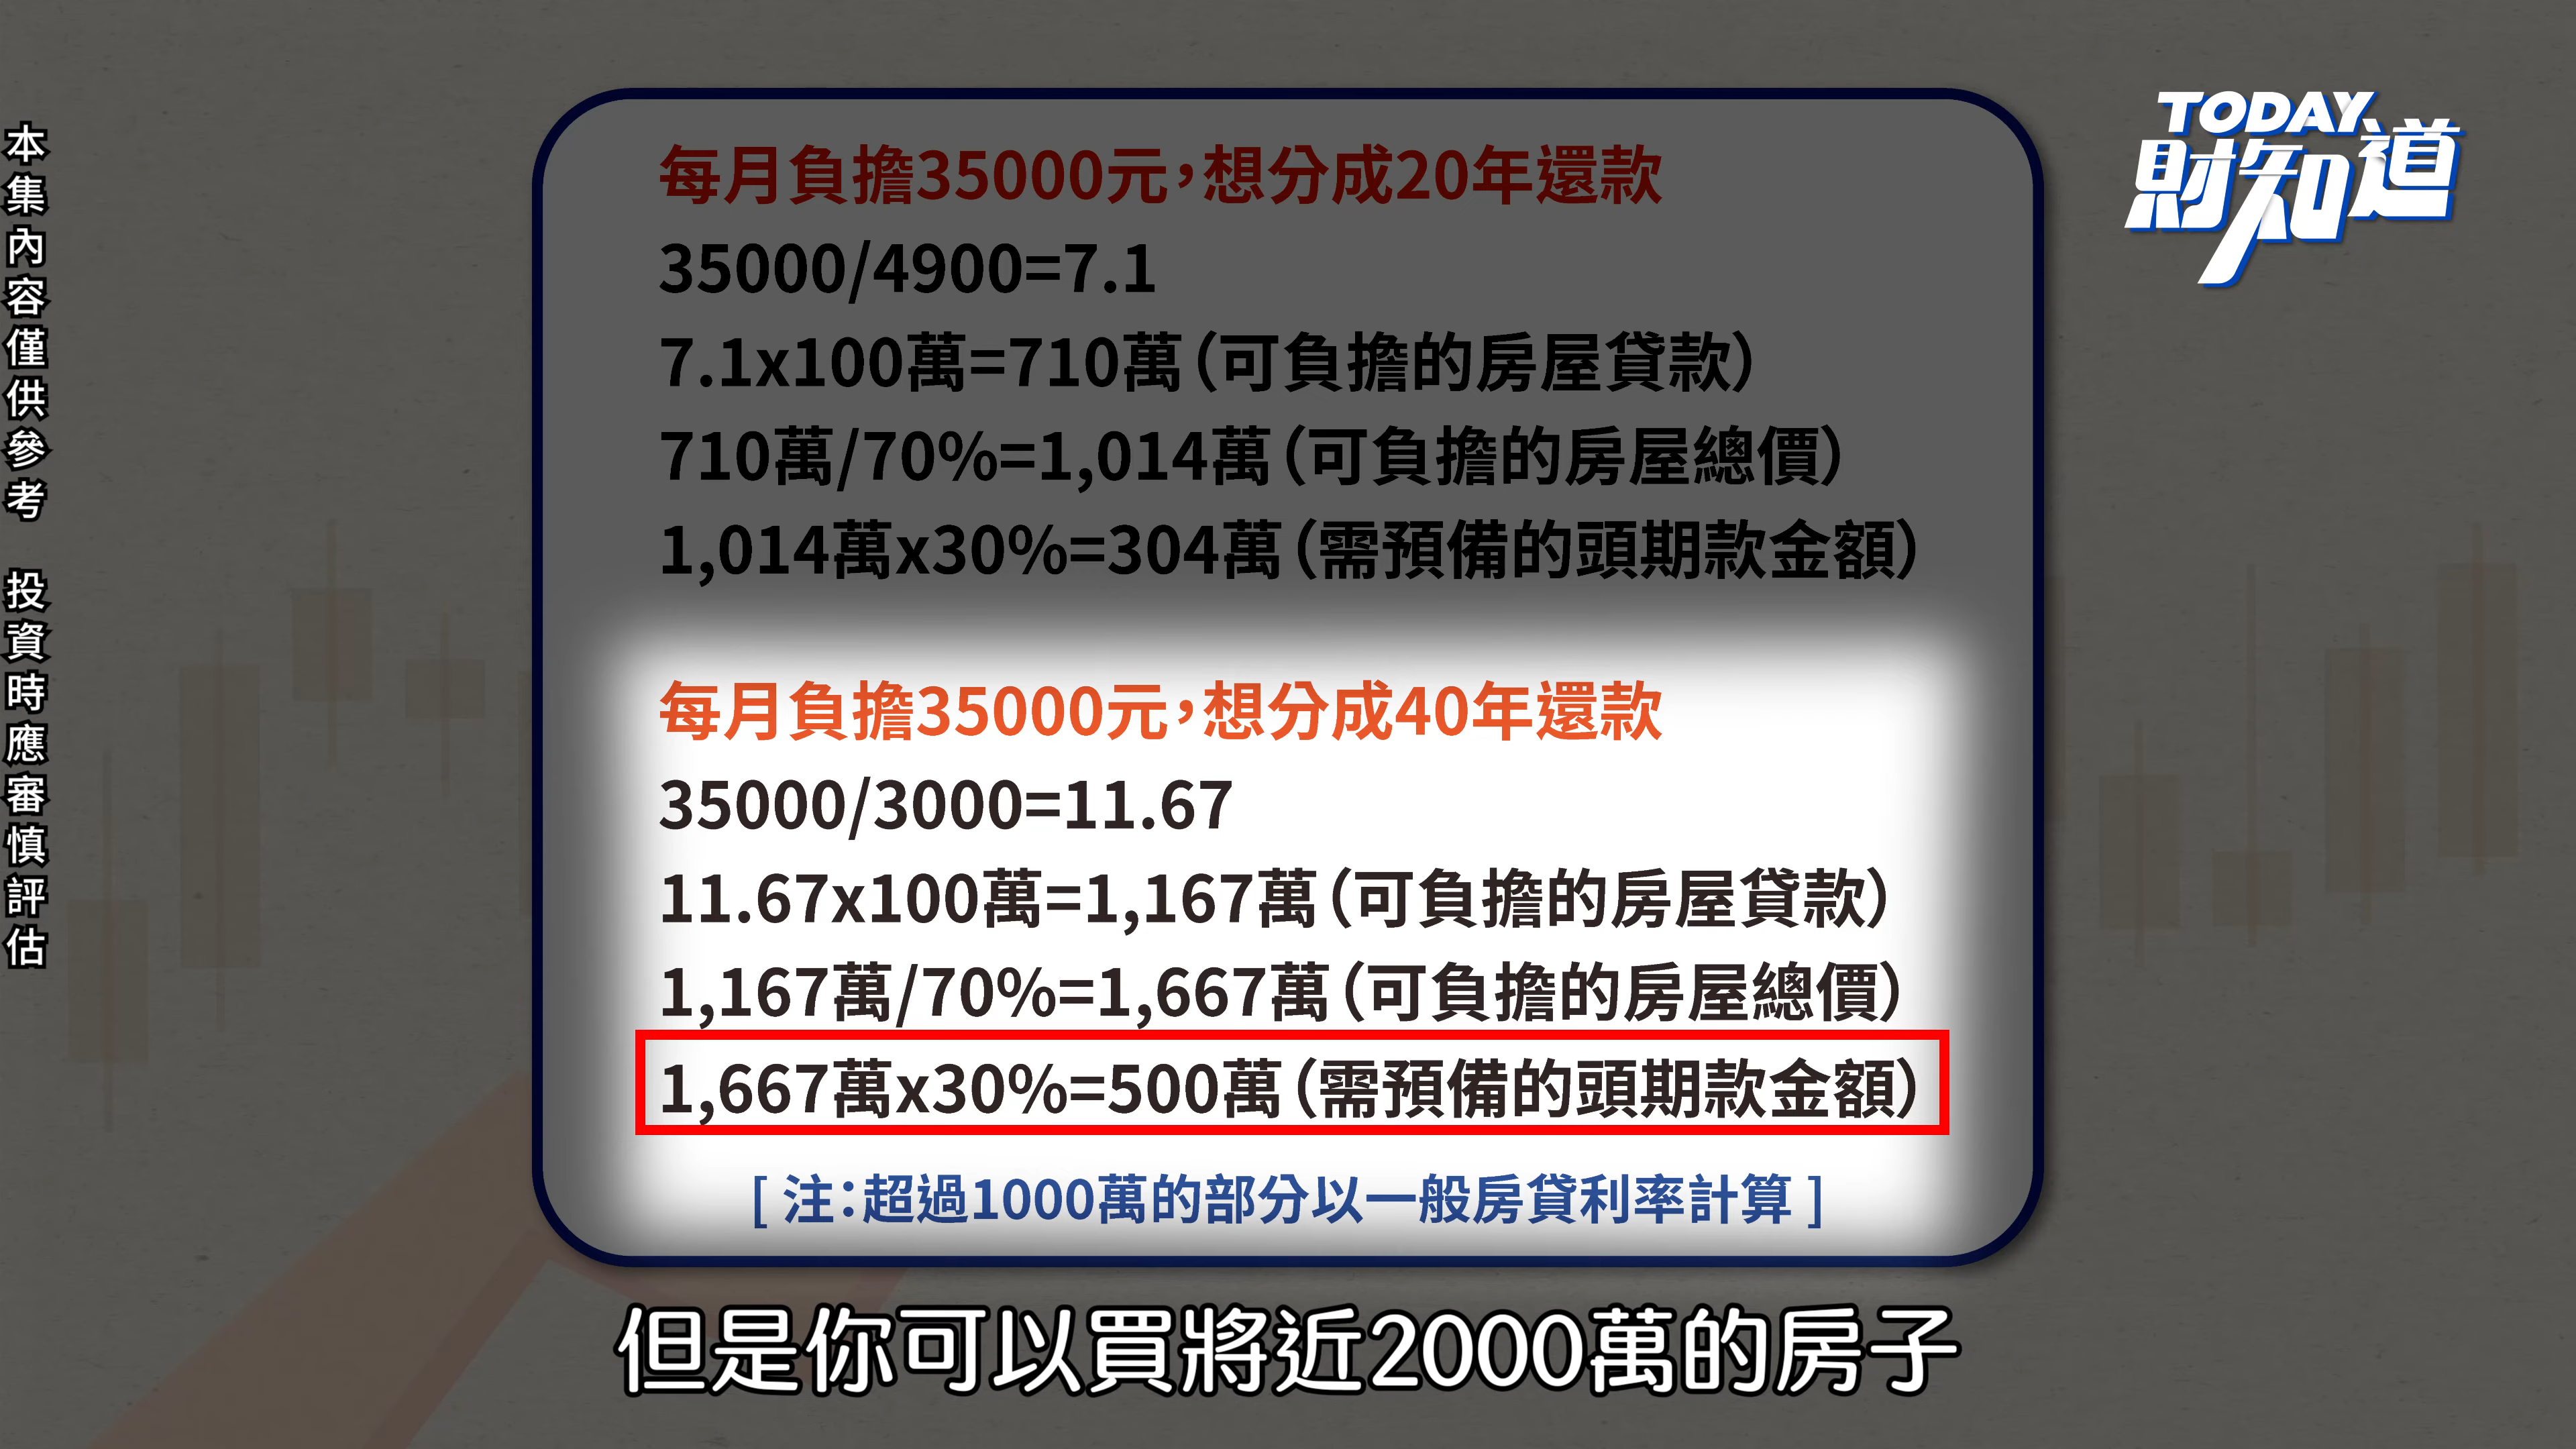 本集內容僅供參考 投資時應審慎評估
TODAY
財知道
每月負擔35000元,想分成20年還款
35000/4900=7.1
7.1x100萬=710萬(可負擔的房屋貸款)
710萬/70%=1,014萬(可負擔的房屋總價)
1,014萬x30%=304萬(需預備的頭期款金額)
每月負擔35000元,想分成40年還款
35000/3000=11.67
11.67x100萬=1,167萬(可負擔的房屋貸款)
1,167萬/70%=1,667萬(可負擔的房屋總價)
1,667萬x30%=500萬(需預備的頭期款金額)
[ 注:超過1000萬的部分以一般房貸利率計算 ]
但是你可以買將近2000萬的房子